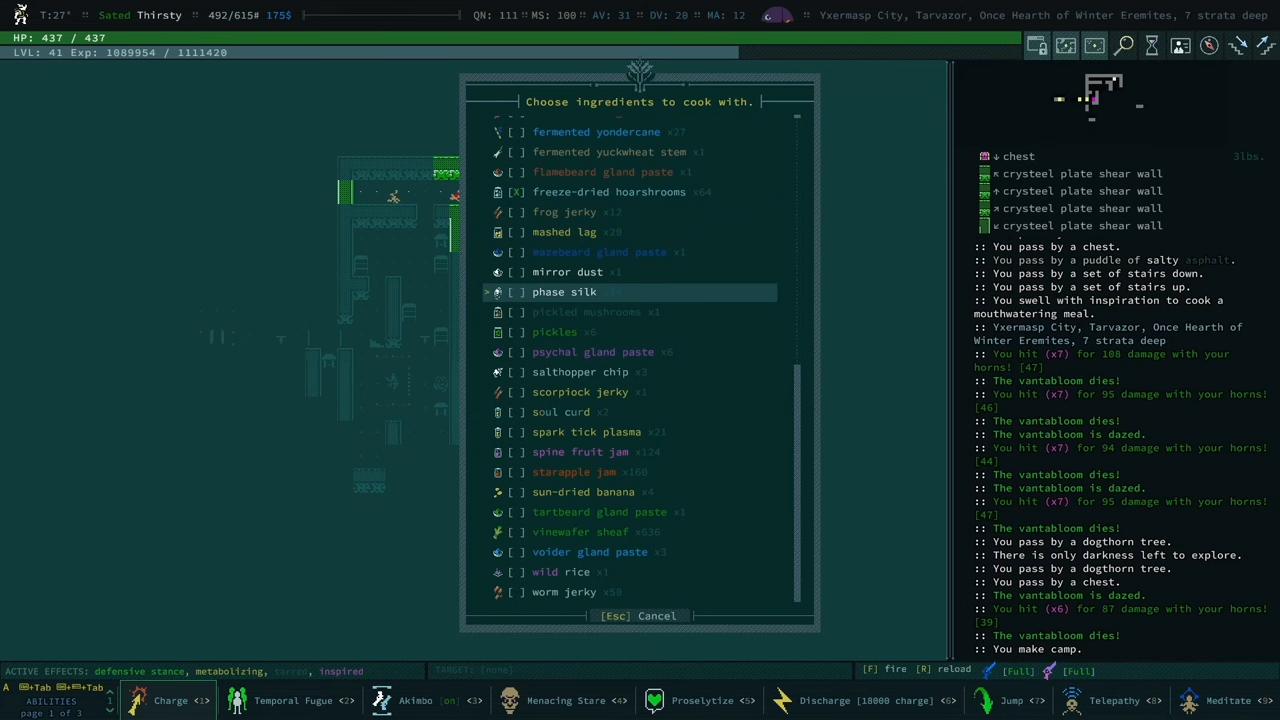 T:27° Sated Thirsty 492/615# 175$ QN: 111 MS: 100 AV: 31 DV: 20 MA: 12 Yxermasp City, Tarvazor, Once Hearth of Winter Eremites, 7 strata deep
HP: 437 / 437
LVL: 41 Exp: 1089954 / 1111420
Choose ingredients to cook with.
[ ] fermented yondercane x27
[ ] fermented yuckwheat stem x1
[ ] flamebeard gland paste x1
[X] freeze-dried hoarshrooms x64
[ ] frog jerky x12
[ ] mashed lag x29
[ ] mazebeard gland paste x1
[ ] mirror dust x1
> [ ] phase silk
[ ] pickled mushrooms x1
[ ] pickles x6
[ ] psychal gland paste x6
[ ] salthopper chip x3
[ ] scorpiock jerky x1
[ ] soul curd x2
[ ] spark tick plasma x21
[ ] spine fruit jam x124
[ ] starapple jam x160
[ ] sun-dried banana x4
[ ] tartbeard gland paste x1
[ ] vinewafer sheaf x636
[ ] voider gland paste x3
[ ] wild rice x1
[ ] worm jerky x50
[Esc] Cancel
↓ chest 3lbs.
↖ crysteel plate shear wall
↑ crysteel plate shear wall
↗ crysteel plate shear wall
↙ crysteel plate shear wall
:: You pass by a chest.
:: You pass by a puddle of salty asphalt.
:: You pass by a set of stairs down.
:: You pass by a set of stairs up.
:: You swell with inspiration to cook a
mouthwatering meal.
:: Yxermasp City, Tarvazor, Once Hearth of
Winter Eremites, 7 strata deep
:: You hit (x7) for 108 damage with your
horns! [47]
:: The vantabloom dies!
:: You hit (x7) for 95 damage with your horns!
[46]
:: The vantabloom dies!
:: The vantabloom is dazed.
:: You hit (x7) for 94 damage with your horns!
[44]
:: The vantabloom dies!
:: The vantabloom is dazed.
:: You hit (x7) for 95 damage with your horns!
[47]
:: The vantabloom dies!
:: You pass by a dogthorn tree.
:: There is only darkness left to explore.
:: You pass by a dogthorn tree.
:: You pass by a chest.
:: The vantabloom is dazed.
:: You hit (x6) for 87 damage with your horns!
[39]
:: The vantabloom dies!
:: You make camp.
ACTIVE EFFECTS: defensive stance, metabolizing, tarred, inspired
TARGET: [none]
[F] fire [R] reload [Full] [Full]
A +Tab +Tab
ABILITIES 1
page 1 of 3
Charge <1>
Temporal Fugue <2>
Akimbo [on] <3>
Menacing Stare <4>
Proselytize <5>
Discharge [18000 charge] <6>
Jump <7>
Telepathy <8>
Meditate <9>